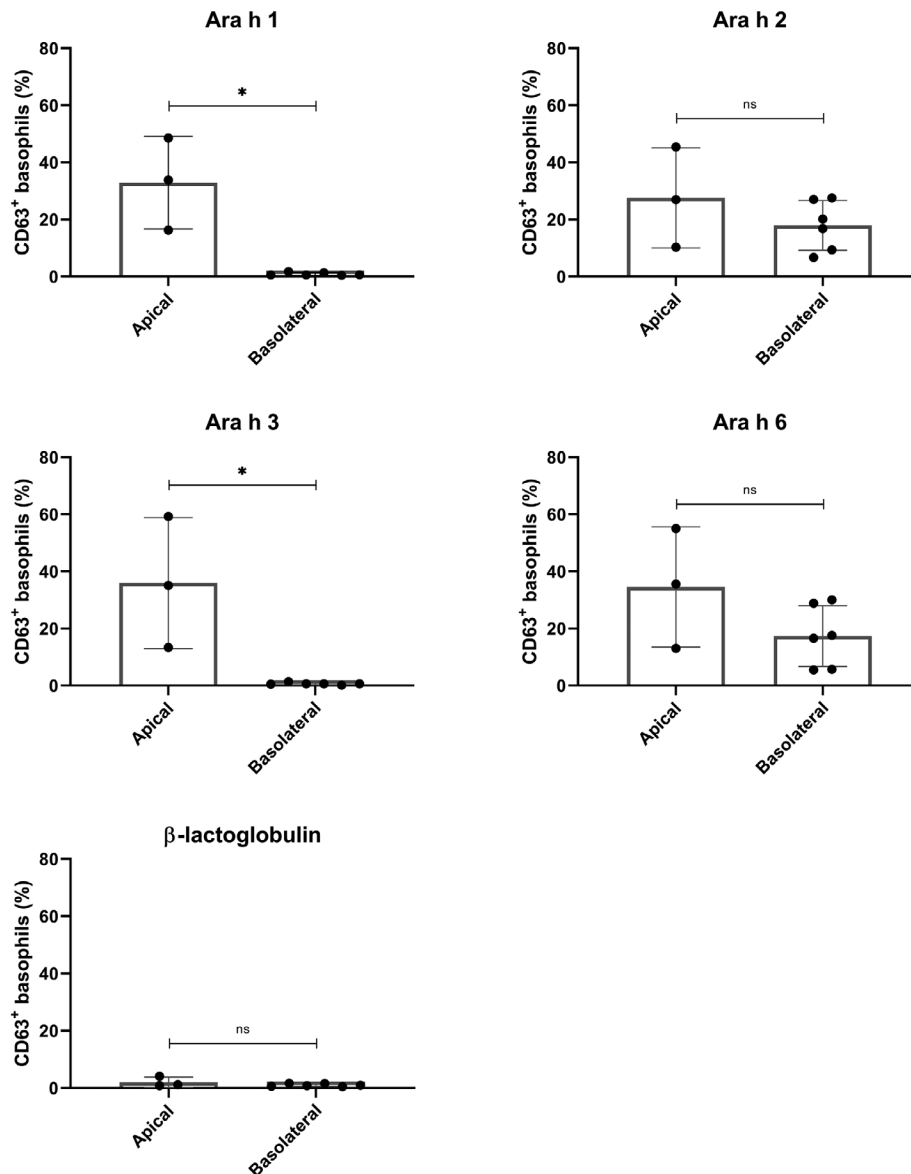 Ara h 1
CD63+ basophils (%)
80
60
40
20
0
*
Apical
Basolateral
Ara h 2
CD63+ basophils (%)
80
60
40
20
0
ns
Apical
Basolateral
Ara h 3
CD63+ basophils (%)
80
60
40
20
0
*
Apical
Basolateral
Ara h 6
CD63+ basophils (%)
80
60
40
20
0
ns
Apical
Basolateral
β-lactoglobulin
CD63+ basophils (%)
80
60
40
20
0
ns
Apical
Basolateral